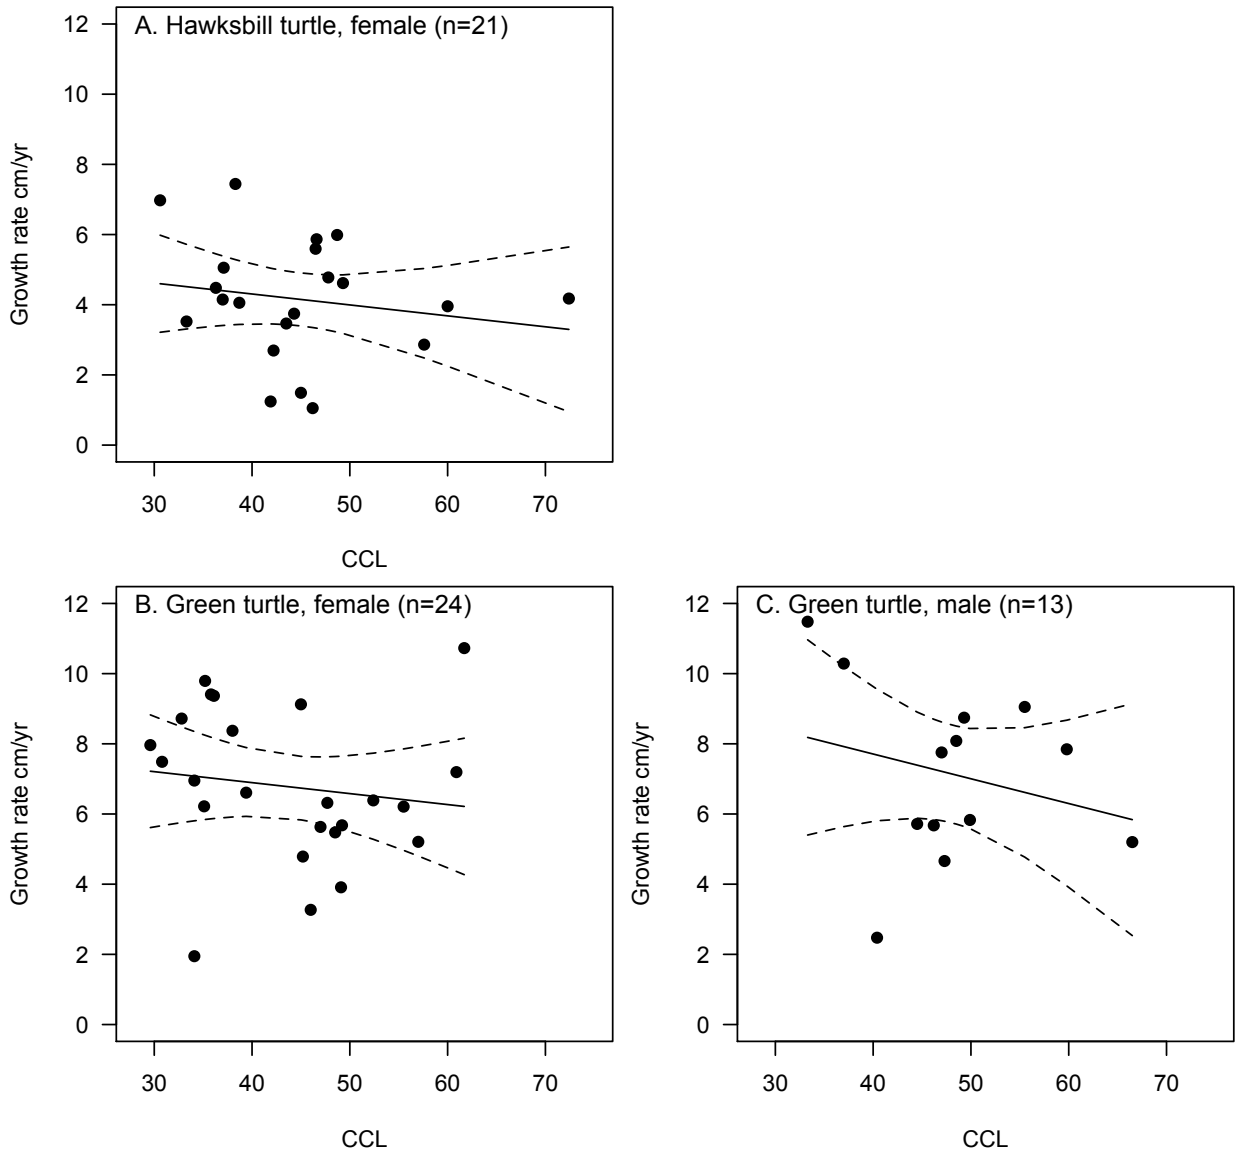 A. Hawksbill turtle, female (n=21)
12
10
8
6
4
2
0
Growth rate cm/yr
30 40 50 60 70
CCL
B. Green turtle, female (n=24)
12
10
8
6
4
2
0
Growth rate cm/yr
30 40 50 60 70
CCL
C. Green turtle, male (n=13)
12
10
8
6
4
2
0
Growth rate cm/yr
30 40 50 60 70
CCL